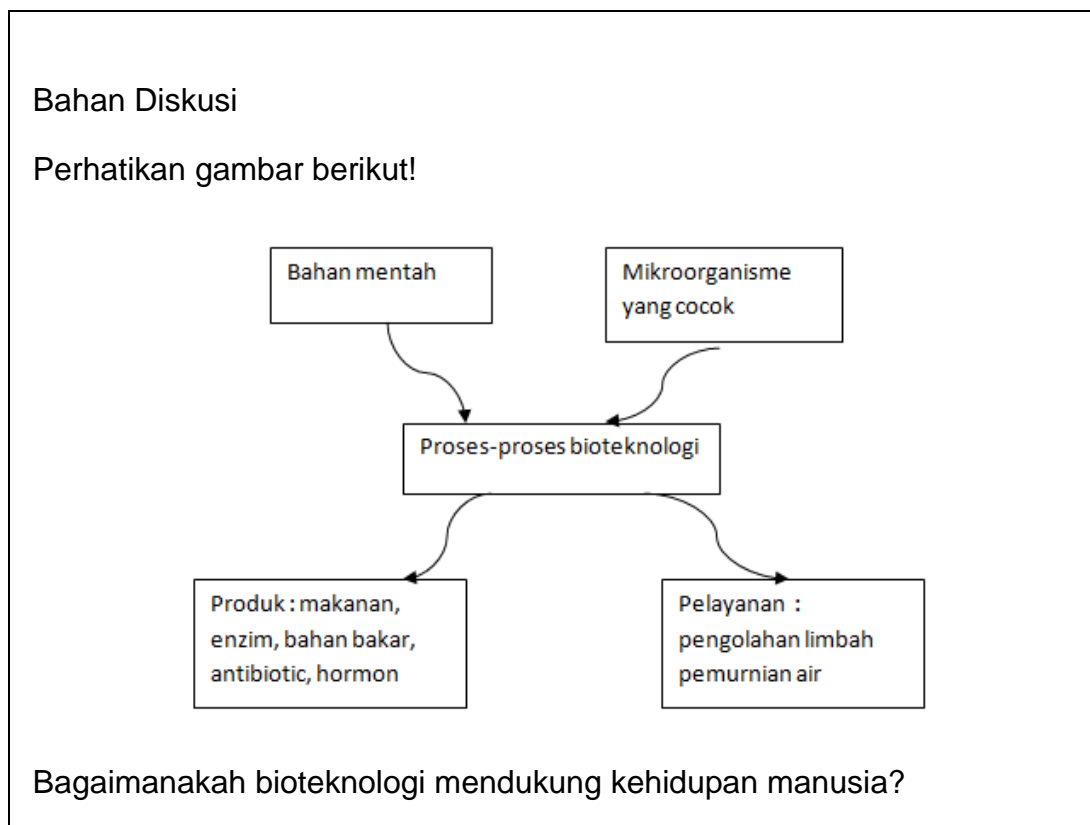 Bahan Diskusi
Perhatikan gambar berikut!
Bahan mentah
Mikroorganisme
yang cocok
Proses-proses bioteknologi
Produk : makanan,
enzim, bahan bakar,
antibiotic, hormon
Pelayanan :
pengolahan limbah
pemurnian air
Bagaimanakah bioteknologi mendukung kehidupan manusia?